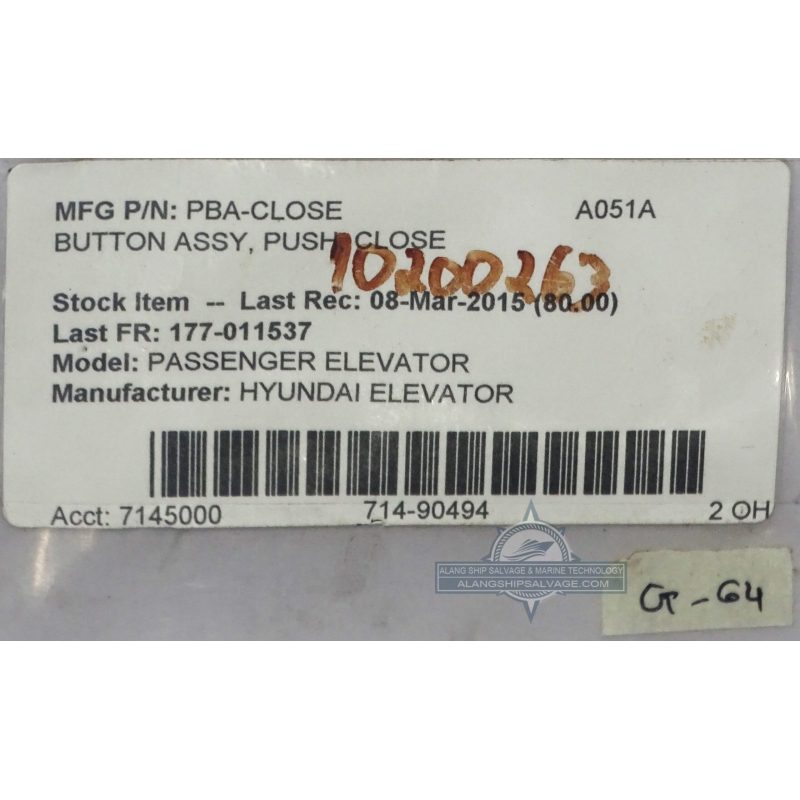 MFG P/N: PBA-CLOSE A051A
BUTTON ASSY, PUSH, CLOSE
10200263
Stock Item -- Last Rec: 08-Mar-2015 (80.00)
Last FR: 177-011537
Model: PASSENGER ELEVATOR
Manufacturer: HYUNDAI ELEVATOR
Acct: 7145000 714-90494 2 OH
ALANG SHIP SALVAGE & MARINE TECHNOLOGY
ALANGSHIPSALVAGE.COM
G-64